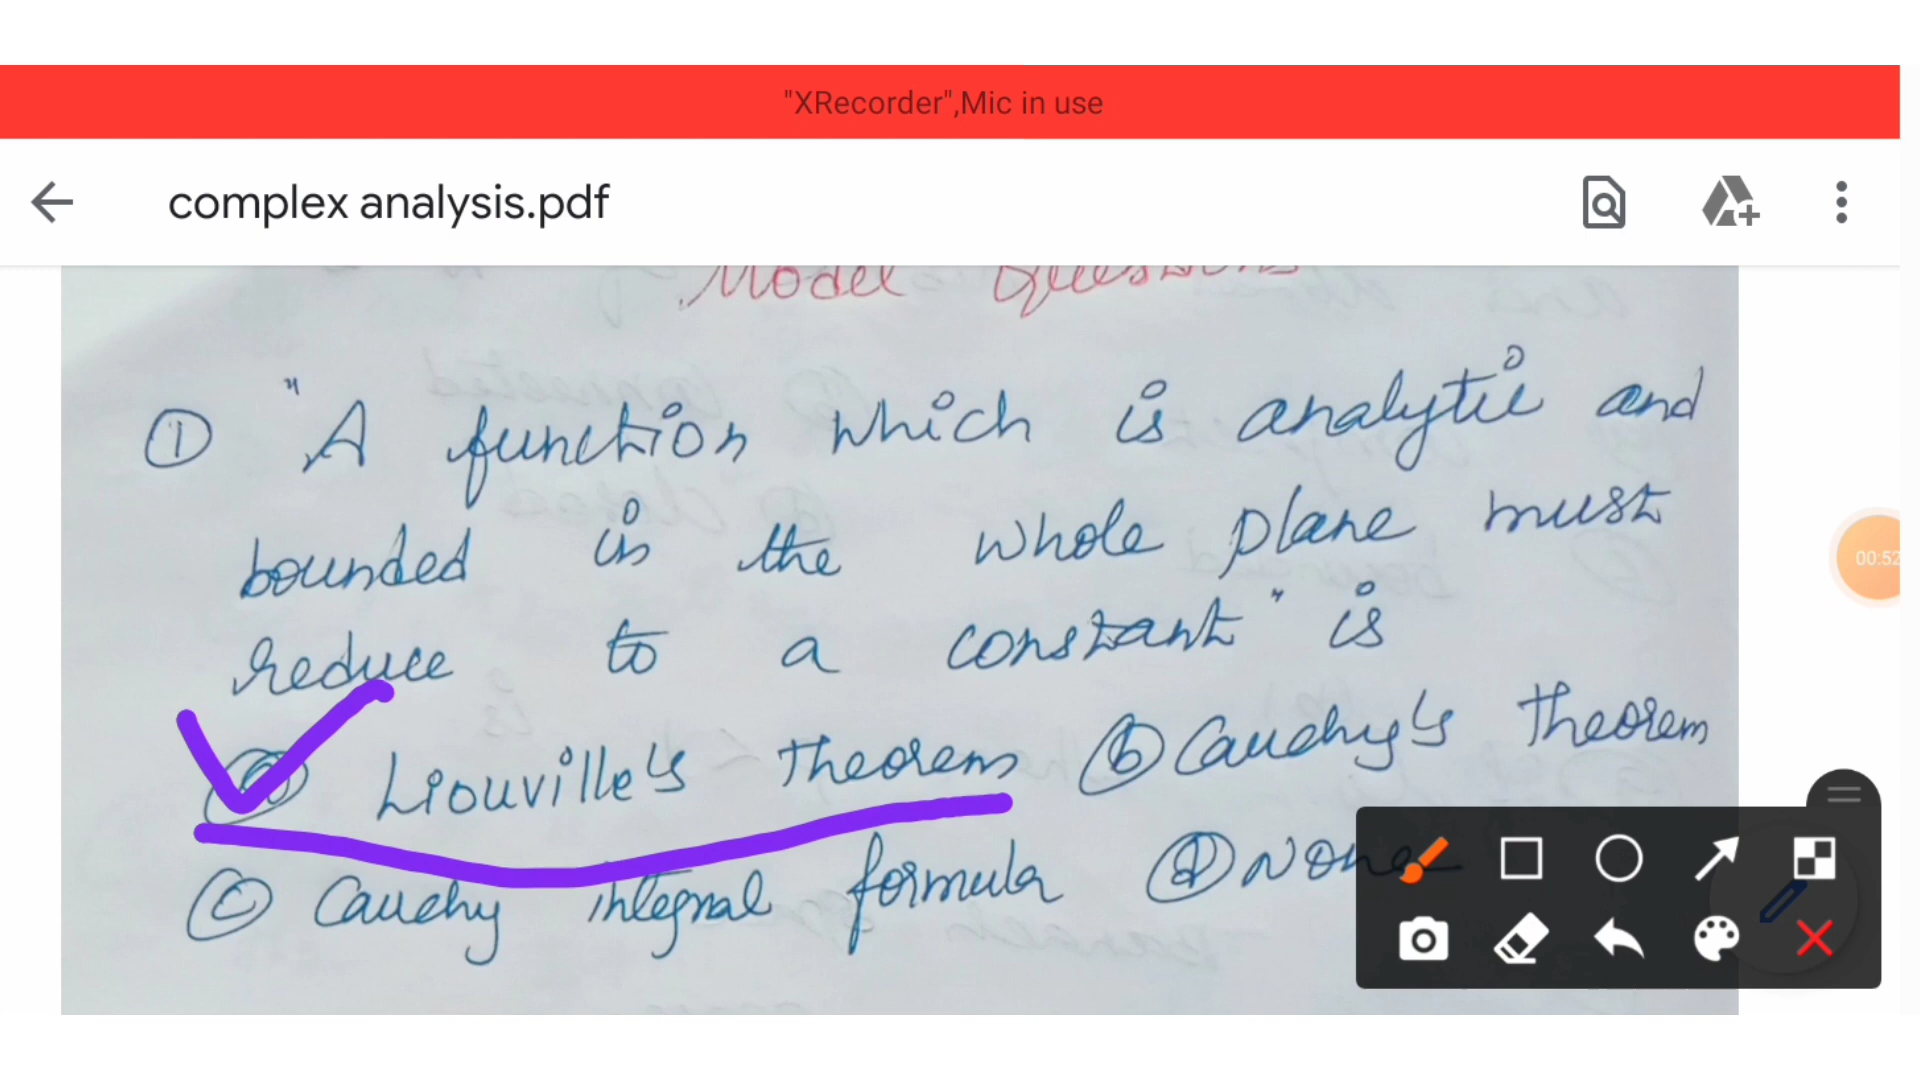 "XRecorder",Mic in use
complex analysis.pdf
Model Questions
① "A function which is analytic and
bounded in the whole plane must
reduce to a constant" is
ⓐ Liouville's theorem ⓑ Cauchy's theorem
ⓒ Cauchy integral formula ⓓ None
00:52